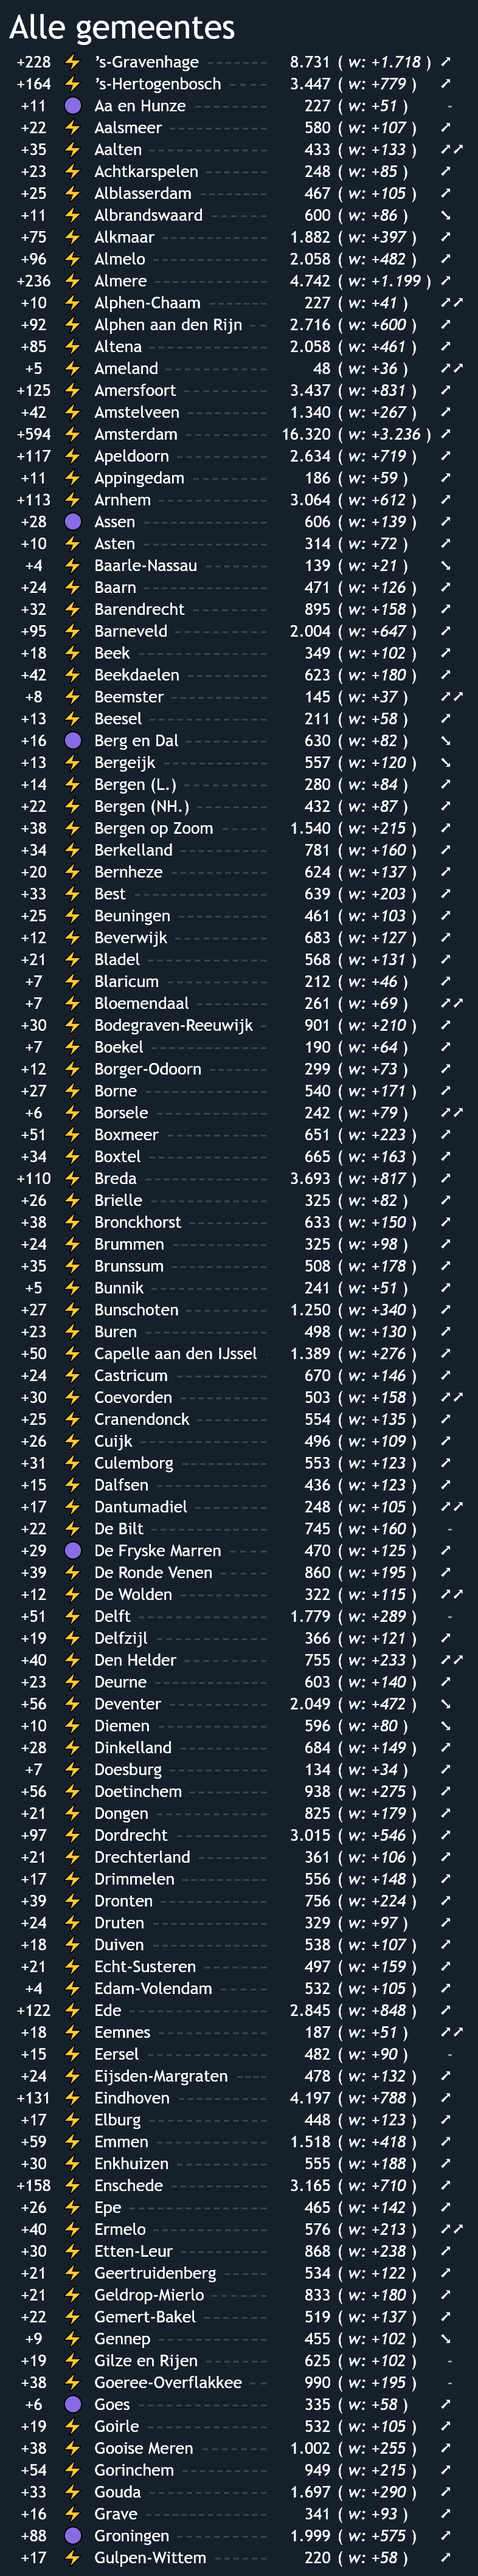 Alle gemeentes
+228 ⚡ 's-Gravenhage 8.731 ( w: +1.718 ) ➚
+164 ⚡ 's-Hertogenbosch 3.447 ( w: +779 ) ➚
+11 🟣 Aa en Hunze 227 ( w: +51 ) -
+22 ⚡ Aalsmeer 580 ( w: +107 ) ➚
+35 ⚡ Aalten 433 ( w: +133 ) ➚➚
+23 ⚡ Achtkarspelen 248 ( w: +85 ) ➚
+25 ⚡ Alblasserdam 467 ( w: +105 ) ➚
+11 ⚡ Albrandswaard 600 ( w: +86 ) ➘
+75 ⚡ Alkmaar 1.882 ( w: +397 ) ➚
+96 ⚡ Almelo 2.058 ( w: +482 ) ➚
+236 ⚡ Almere 4.742 ( w: +1.199 ) ➚
+10 ⚡ Alphen-Chaam 227 ( w: +41 ) ➚➚
+92 ⚡ Alphen aan den Rijn 2.716 ( w: +600 ) ➚
+85 ⚡ Altena 2.058 ( w: +461 ) ➚
+5 ⚡ Ameland 48 ( w: +36 ) ➚➚
+125 ⚡ Amersfoort 3.437 ( w: +831 ) ➚
+42 ⚡ Amstelveen 1.340 ( w: +267 ) ➚
+594 ⚡ Amsterdam 16.320 ( w: +3.236 ) ➚
+117 ⚡ Apeldoorn 2.634 ( w: +719 ) ➚
+11 ⚡ Appingedam 186 ( w: +59 ) ➚
+113 ⚡ Arnhem 3.064 ( w: +612 ) ➚
+28 🟣 Assen 606 ( w: +139 ) ➚
+10 ⚡ Asten 314 ( w: +72 ) ➚
+4 ⚡ Baarle-Nassau 139 ( w: +21 ) ➘
+24 ⚡ Baarn 471 ( w: +126 ) ➚
+32 ⚡ Barendrecht 895 ( w: +158 ) ➚
+95 ⚡ Barneveld 2.004 ( w: +647 ) ➚
+18 ⚡ Beek 349 ( w: +102 ) ➚
+42 ⚡ Beekdaelen 623 ( w: +180 ) ➚
+8 ⚡ Beemster 145 ( w: +37 ) ➚➚
+13 ⚡ Beesel 211 ( w: +58 ) ➚
+16 🟣 Berg en Dal 630 ( w: +82 ) ➘
+13 ⚡ Bergeijk 557 ( w: +120 ) ➘
+14 ⚡ Bergen (L.) 280 ( w: +84 ) ➚
+22 ⚡ Bergen (NH.) 432 ( w: +87 ) ➚
+38 ⚡ Bergen op Zoom 1.540 ( w: +215 ) ➚
+34 ⚡ Berkelland 781 ( w: +160 ) ➚
+20 ⚡ Bernheze 624 ( w: +137 ) ➚
+33 ⚡ Best 639 ( w: +203 ) ➚
+25 ⚡ Beuningen 461 ( w: +103 ) ➚
+12 ⚡ Beverwijk 683 ( w: +127 ) ➚
+21 ⚡ Bladel 568 ( w: +131 ) ➚
+7 ⚡ Blaricum 212 ( w: +46 ) ➚
+7 ⚡ Bloemendaal 261 ( w: +69 ) ➚➚
+30 ⚡ Bodegraven-Reeuwijk 901 ( w: +210 ) ➚
+7 ⚡ Boekel 190 ( w: +64 ) ➚
+12 ⚡ Borger-Odoorn 299 ( w: +73 ) ➚
+27 ⚡ Borne 540 ( w: +171 ) ➚
+6 ⚡ Borsele 242 ( w: +79 ) ➚➚
+51 ⚡ Boxmeer 651 ( w: +223 ) ➚
+34 ⚡ Boxtel 665 ( w: +163 ) ➚
+110 ⚡ Breda 3.693 ( w: +817 ) ➚
+26 ⚡ Brielle 325 ( w: +82 ) ➚
+38 ⚡ Bronckhorst 633 ( w: +150 ) ➚
+24 ⚡ Brummen 325 ( w: +98 ) ➚
+35 ⚡ Brunssum 508 ( w: +178 ) ➚
+5 ⚡ Bunnik 241 ( w: +51 ) ➚
+27 ⚡ Bunschoten 1.250 ( w: +340 ) ➚
+23 ⚡ Buren 498 ( w: +130 ) ➚
+50 ⚡ Capelle aan den IJssel 1.389 ( w: +276 ) ➚
+24 ⚡ Castricum 670 ( w: +146 ) ➚
+30 ⚡ Coevorden 503 ( w: +158 ) ➚➚
+25 ⚡ Cranendonck 554 ( w: +135 ) ➚
+26 ⚡ Cuijk 496 ( w: +109 ) ➚
+31 ⚡ Culemborg 553 ( w: +123 ) ➚
+15 ⚡ Dalfsen 436 ( w: +123 ) ➚
+17 ⚡ Dantumadiel 248 ( w: +105 ) ➚➚
+22 ⚡ De Bilt 745 ( w: +160 ) -
+29 🟣 De Fryske Marren 470 ( w: +125 ) ➚
+39 ⚡ De Ronde Venen 860 ( w: +195 ) ➚
+12 ⚡ De Wolden 322 ( w: +115 ) ➚➚
+51 ⚡ Delft 1.779 ( w: +289 ) -
+19 ⚡ Delfzijl 366 ( w: +121 ) ➚
+40 ⚡ Den Helder 755 ( w: +233 ) ➚➚
+23 ⚡ Deurne 603 ( w: +140 ) ➚
+56 ⚡ Deventer 2.049 ( w: +472 ) ➘
+10 ⚡ Diemen 596 ( w: +80 ) ➘
+28 ⚡ Dinkelland 684 ( w: +149 ) ➚
+7 ⚡ Doesburg 134 ( w: +34 ) ➚
+56 ⚡ Doetinchem 938 ( w: +275 ) ➚
+21 ⚡ Dongen 825 ( w: +179 ) ➚
+97 ⚡ Dordrecht 3.015 ( w: +546 ) ➚
+21 ⚡ Drechterland 361 ( w: +106 ) ➚
+17 ⚡ Drimmelen 556 ( w: +148 ) ➚
+39 ⚡ Dronten 756 ( w: +224 ) ➚
+24 ⚡ Druten 329 ( w: +97 ) ➚
+18 ⚡ Duiven 538 ( w: +107 ) ➚
+21 ⚡ Echt-Susteren 497 ( w: +159 ) ➚
+4 ⚡ Edam-Volendam 532 ( w: +105 ) ➚
+122 ⚡ Ede 2.845 ( w: +848 ) ➚
+18 ⚡ Eemnes 187 ( w: +51 ) ➚➚
+15 ⚡ Eersel 482 ( w: +90 ) -
+24 ⚡ Eijsden-Margraten 478 ( w: +132 ) ➚
+131 ⚡ Eindhoven 4.197 ( w: +788 ) ➚
+17 ⚡ Elburg 448 ( w: +123 ) ➚
+59 ⚡ Emmen 1.518 ( w: +418 ) ➚
+30 ⚡ Enkhuizen 555 ( w: +188 ) ➚
+158 ⚡ Enschede 3.165 ( w: +710 ) ➚
+26 ⚡ Epe 465 ( w: +142 ) ➚
+40 ⚡ Ermelo 576 ( w: +213 ) ➚➚
+30 ⚡ Etten-Leur 868 ( w: +238 ) ➚
+21 ⚡ Geertruidenberg 534 ( w: +122 ) ➚
+21 ⚡ Geldrop-Mierlo 833 ( w: +180 ) ➚
+22 ⚡ Gemert-Bakel 519 ( w: +137 ) ➚
+9 ⚡ Gennep 455 ( w: +102 ) ➘
+19 ⚡ Gilze en Rijen 625 ( w: +102 ) -
+38 ⚡ Goeree-Overflakkee 990 ( w: +195 ) -
+6 🟣 Goes 335 ( w: +58 ) ➚
+19 ⚡ Goirle 532 ( w: +105 ) ➚
+38 ⚡ Gooise Meren 1.002 ( w: +255 ) ➚
+54 ⚡ Gorinchem 949 ( w: +215 ) ➚
+33 ⚡ Gouda 1.697 ( w: +290 ) ➚
+16 ⚡ Grave 341 ( w: +93 ) ➚
+88 🟣 Groningen 1.999 ( w: +575 ) ➚
+17 ⚡ Gulpen-Wittem 220 ( w: +58 ) ➚